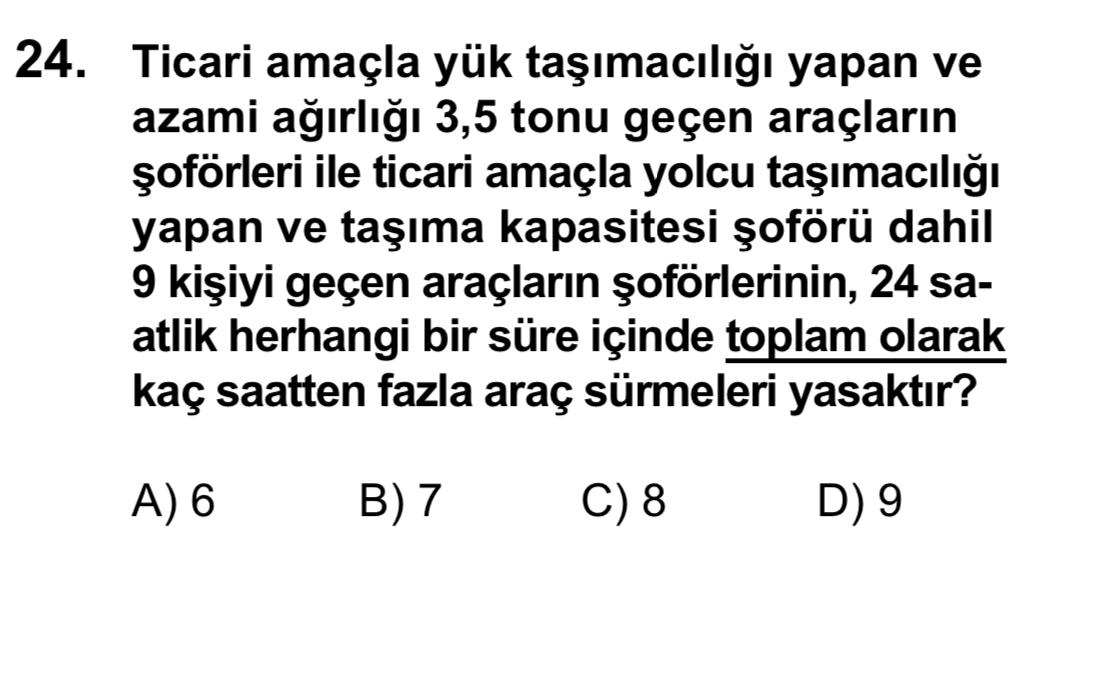 24. Ticari amaçla yük taşımacılığı yapan ve
azami ağırlığı 3,5 tonu geçen araçların
şoförleri ile ticari amaçla yolcu taşımacılığı
yapan ve taşıma kapasitesi şoförü dahil
9 kişiyi geçen araçların şoförlerinin, 24 sa-
atlik herhangi bir süre içinde toplam olarak
kaç saatten fazla araç sürmeleri yasaktır?
A) 6 B) 7 C) 8 D) 9